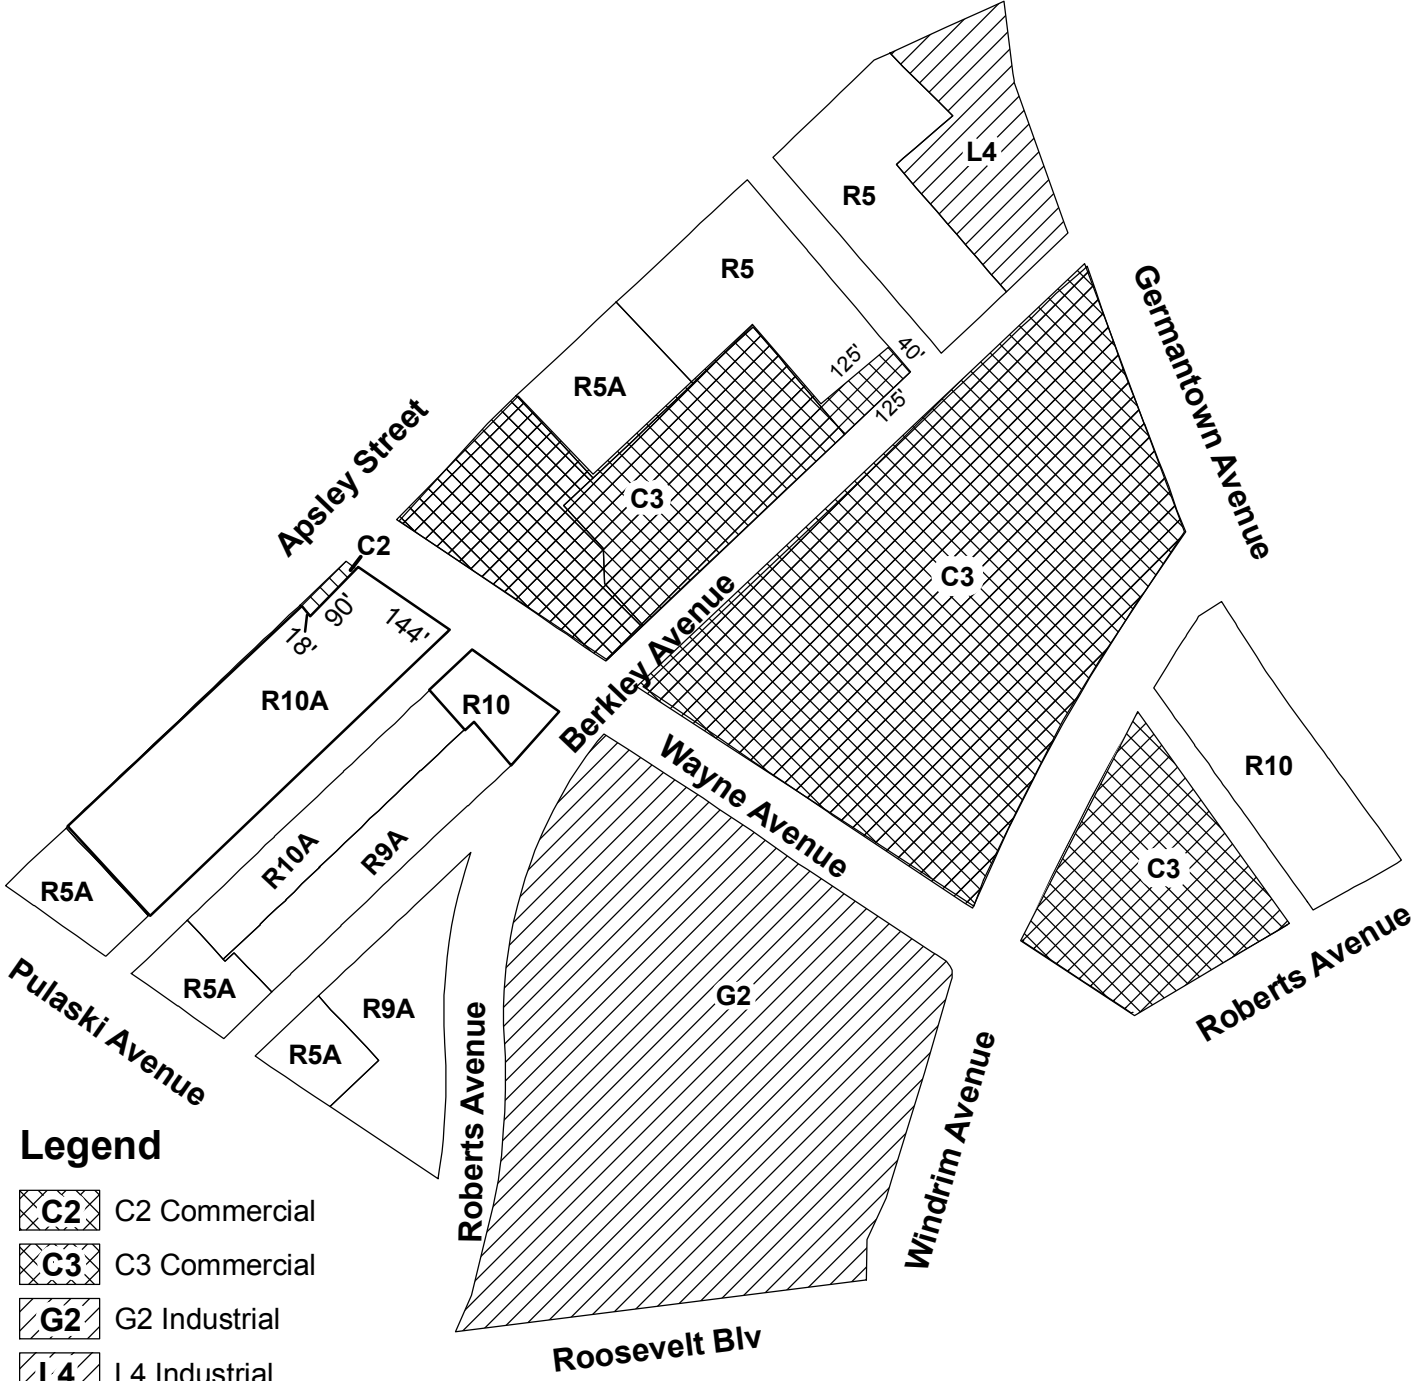 L4
R5
R5
Germantown Avenue
125'
40'
R5A
125'
Apsley Street
C3
C2
C3
90'
18'
144'
R10A
R10
Berkley Avenue
Wayne Avenue
R10
R10A
R9A
C3
R5A
Roberts Avenue
R5A
G2
R9A
Pulaski Avenue
R5A
Roberts Avenue
Windrim Avenue
Roosevelt Blv
Legend
C2 C2 Commercial
C3 C3 Commercial
G2 G2 Industrial
L4 L4 Industrial